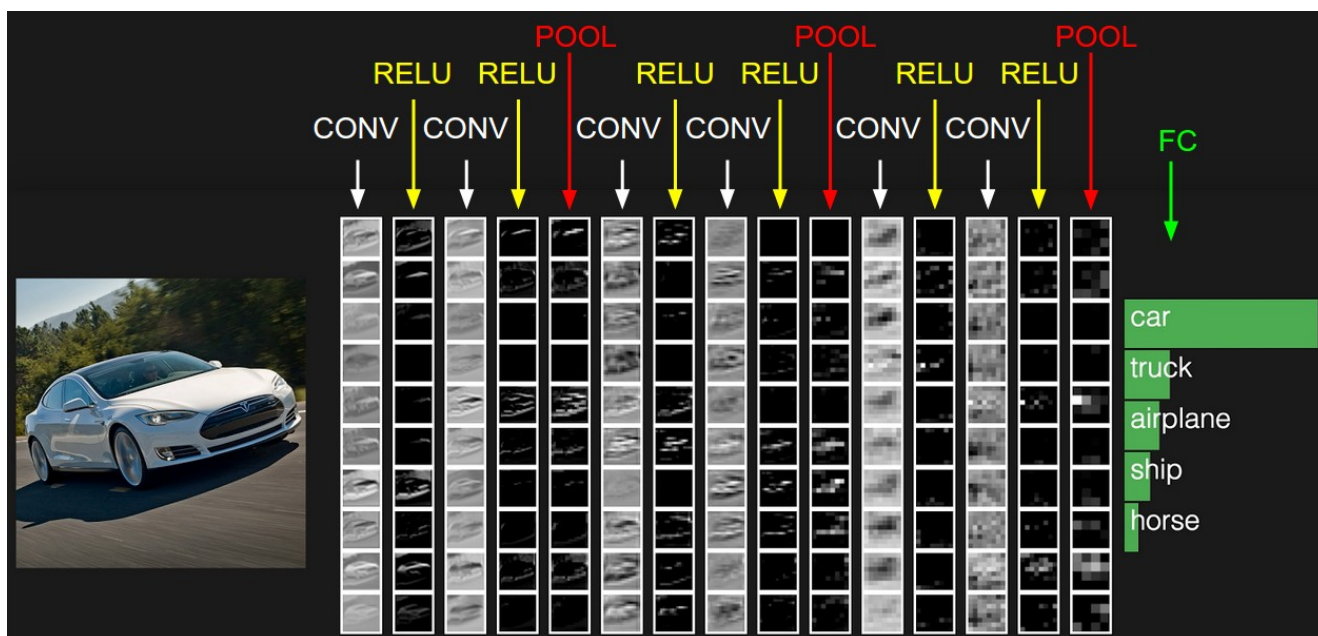 POOL POOL POOL
RELU RELU RELU RELU RELU RELU
CONV CONV CONV CONV CONV CONV
FC
car
truck
airplane
ship
horse